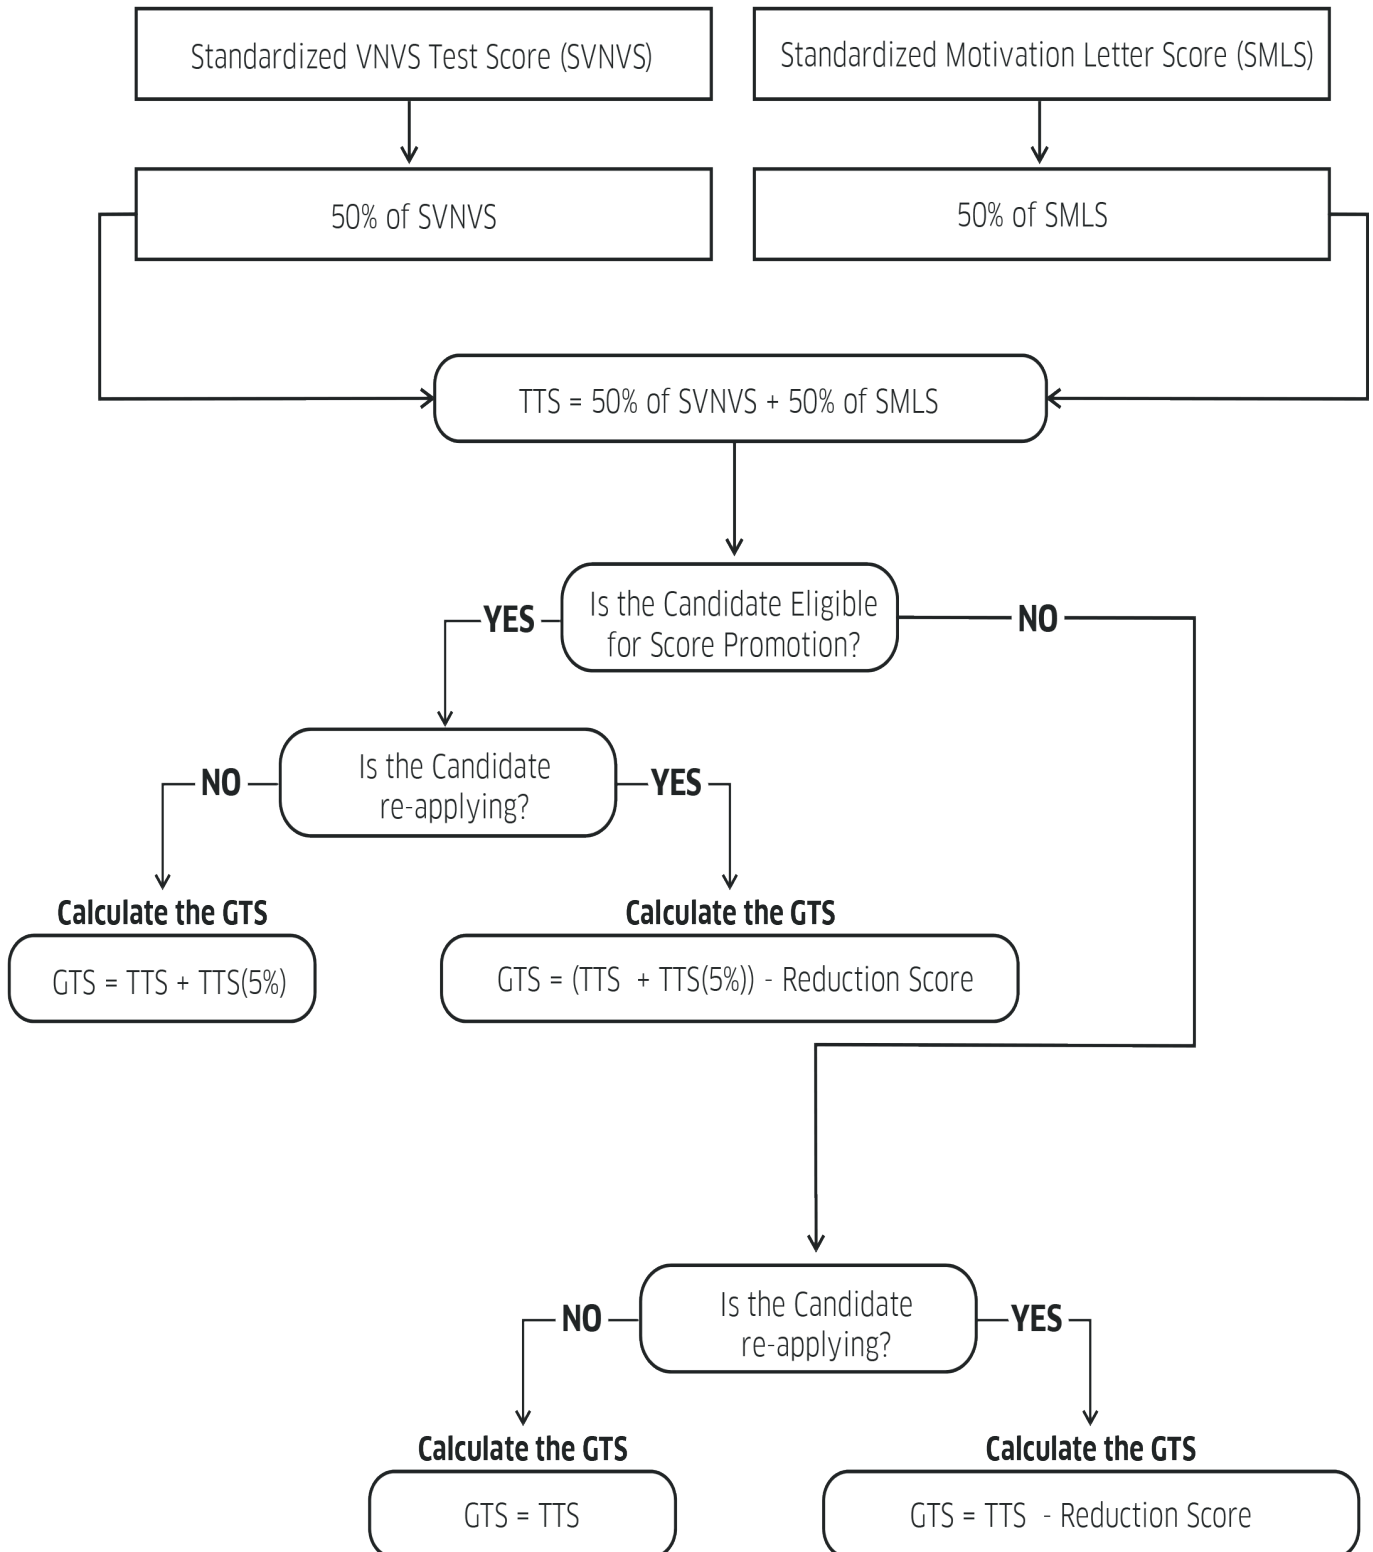 Standardized VNVS Test Score (SVNVS)
Standardized Motivation Letter Score (SMLS)
50% of SVNVS
50% of SMLS
TTS = 50% of SVNVS + 50% of SMLS
Is the Candidate Eligible
for Score Promotion?
YES
NO
Is the Candidate
re-applying?
NO
YES
Calculate the GTS
GTS = TTS + TTS(5%)
Calculate the GTS
GTS = (TTS + TTS(5%)) - Reduction Score
Is the Candidate
re-applying?
NO
YES
Calculate the GTS
GTS = TTS
Calculate the GTS
GTS = TTS - Reduction Score